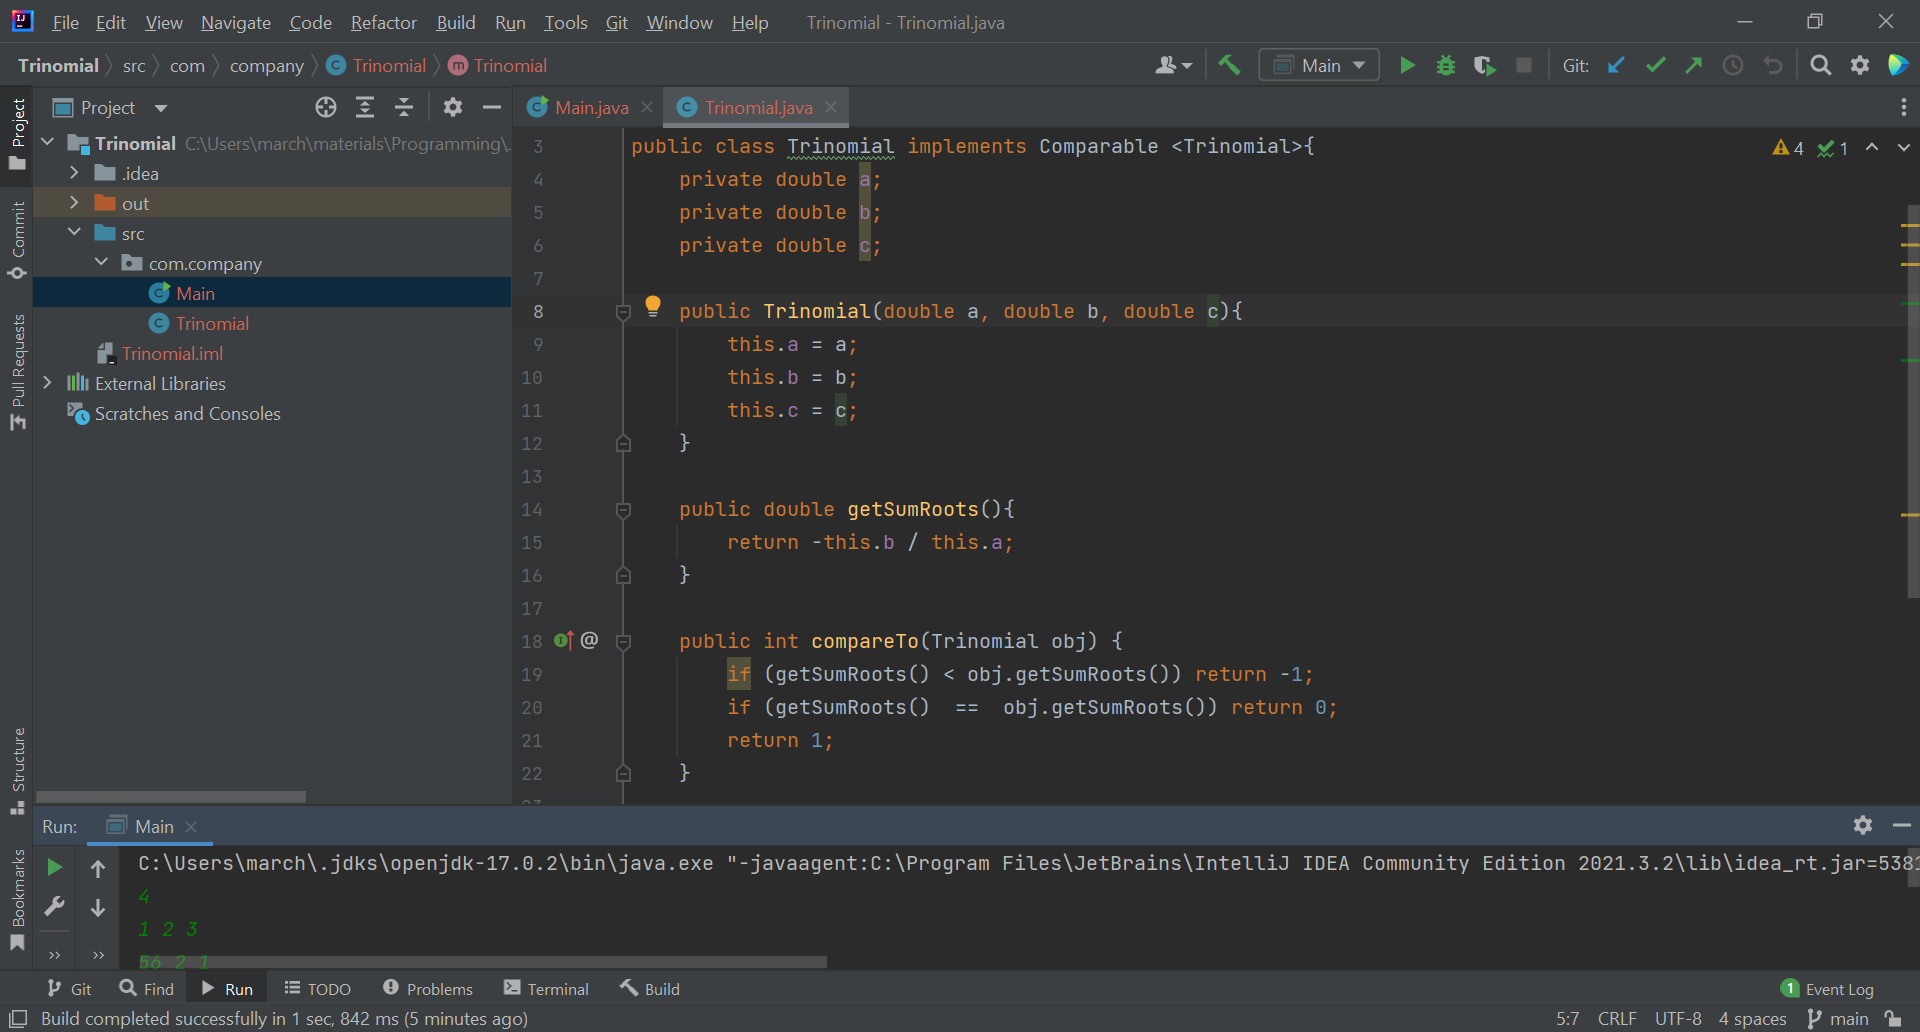 File Edit View Navigate Code Refactor Build Run Tools Git Window Help Trinomial - Trinomial.java
Trinomial src com company Trinomial Trinomial Main Git:
Project
Commit
Pull Requests
Structure
Bookmarks
Project
Trinomial C:\Users\march\materials\Programming\.
.idea
out
src
com.company
Main
Trinomial
Trinomial.iml
External Libraries
Scratches and Consoles
Main.java Trinomial.java
4 1
3 public class Trinomial implements Comparable <Trinomial>{
4 private double a;
5 private double b;
6 private double c;
7
8 public Trinomial(double a, double b, double c){
9 this.a = a;
10 this.b = b;
11 this.c = c;
12 }
13
14 public double getSumRoots(){
15 return -this.b / this.a;
16 }
17
18 @ public int compareTo(Trinomial obj) {
19 if (getSumRoots() < obj.getSumRoots()) return -1;
20 if (getSumRoots()  ==  obj.getSumRoots()) return 0;
21 return 1;
22 }
Run: Main
C:\Users\march\.jdks\openjdk-17.0.2\bin\java.exe "-javaagent:C:\Program Files\JetBrains\IntelliJ IDEA Community Edition 2021.3.2\lib\idea_rt.jar=538
4
1 2 3
56 2 1
Git Find Run TODO Problems Terminal Build 1 Event Log
Build completed successfully in 1 sec, 842 ms (5 minutes ago) 5:7 CRLF UTF-8 4 spaces main